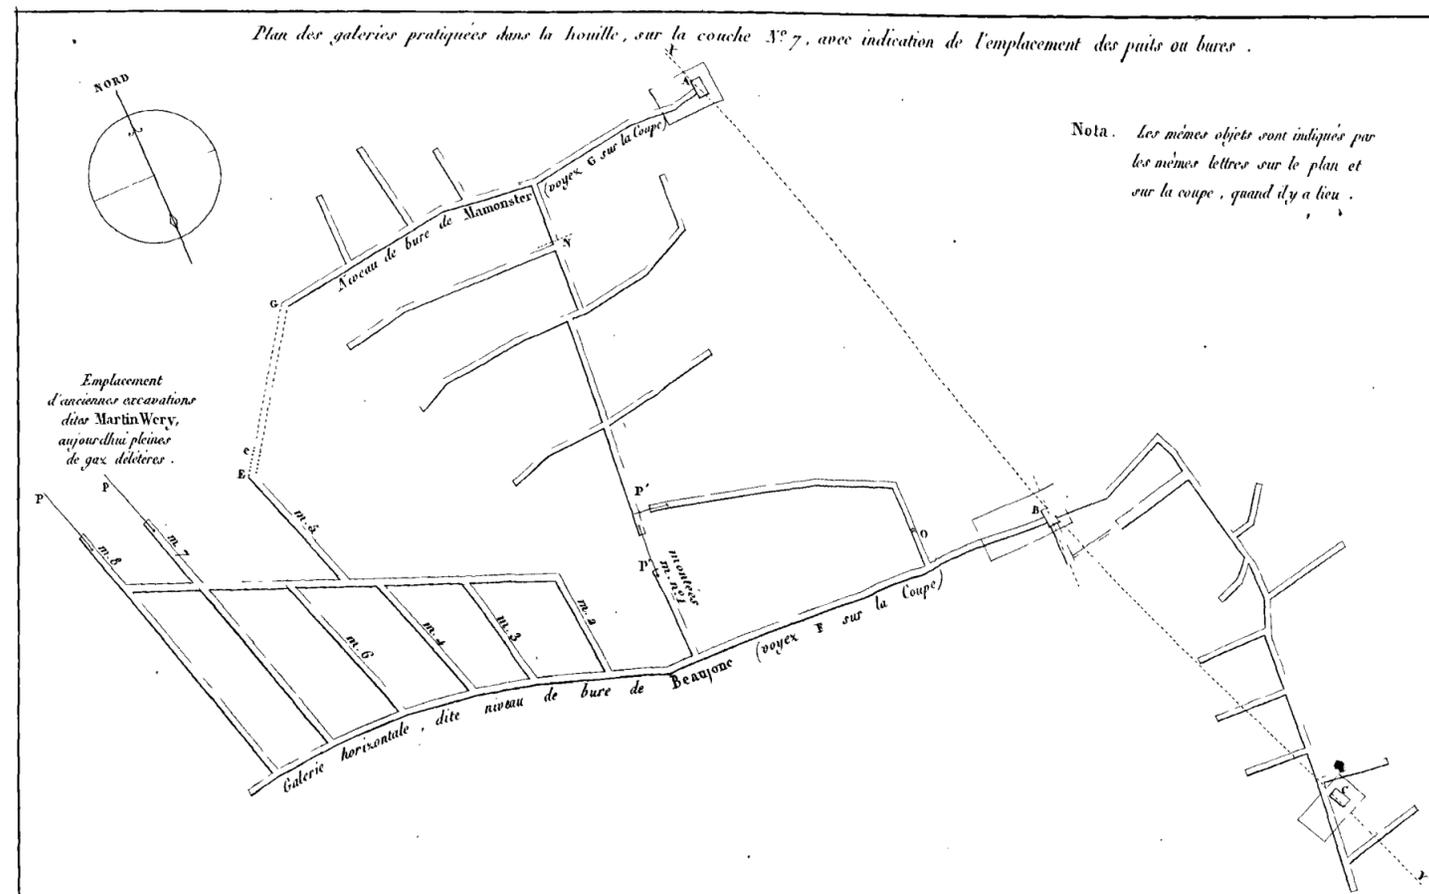 Plan des galeries pratiquées dans la houille, sur la couche N.º 7, avec indication de l'emplacement des puits ou bures.
X
NORD
A
Nota. Les mêmes objets sont indiqués par
les mêmes lettres sur le plan et
sur la coupe, quand il y a lieu.
Niveau de bure de Mamonster (voyez G sur la Coupe)
N
G
Emplacement
d'anciennes excavations
dites Martin Wery,
aujourdhui pleines
de gaz délétères.
e
E
P
P
P'
B
O
m. 5
m. 8
m. 7
P'
montées
m. no 1
m. 2
m. 6
m. 4
m. 3
Galerie horizontale, dite niveau de bure de Beaujonc (voyez F sur la Coupe)
C
Y